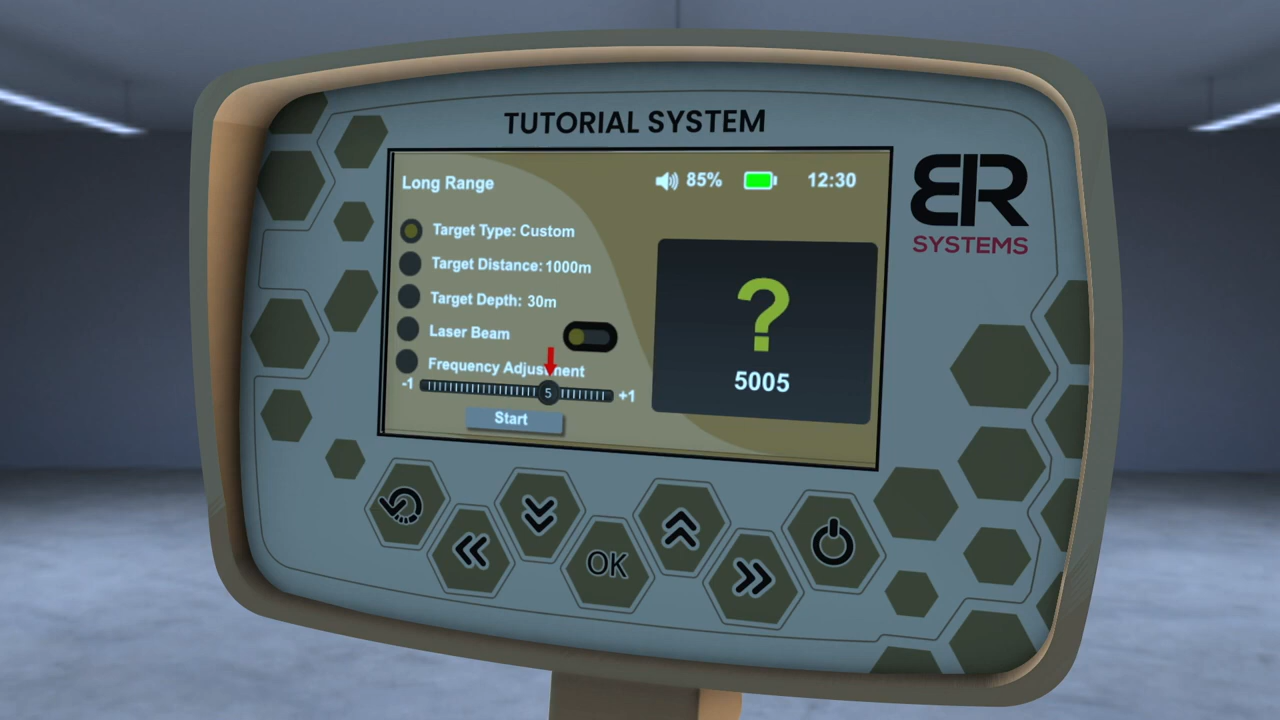 TUTORIAL SYSTEM
Long Range
85%
12:30
Target Type: Custom
Target Distance: 1000m
Target Depth: 30m
Laser Beam
Frequency Adjustment
-1
5
+1
Start
?
5005
BR
SYSTEMS
OK